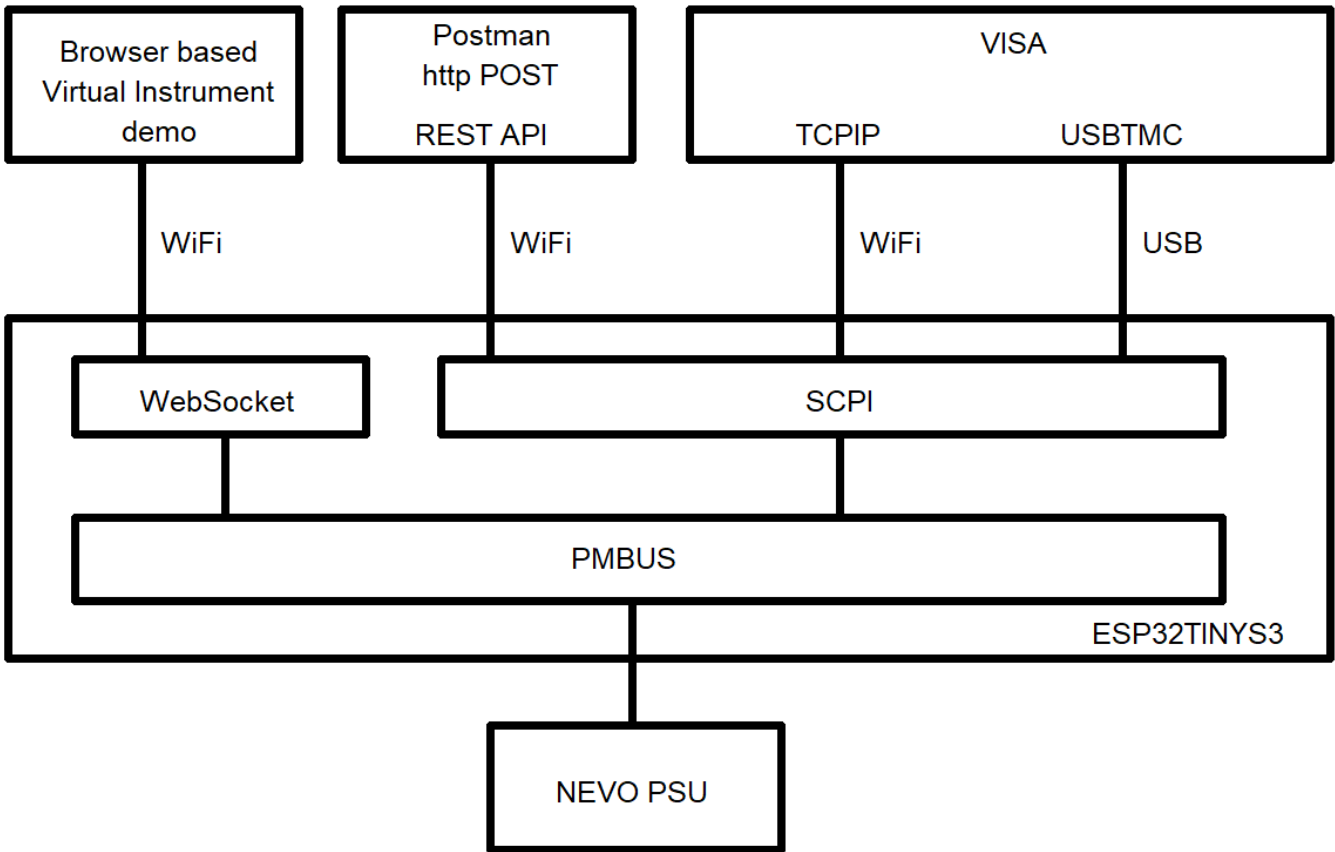 Browser based
Virtual Instrument
demo
Postman
http POST
REST API
VISA
TCPIP
USBTMC
WiFi
WiFi
WiFi
USB
WebSocket
SCPI
PMBUS
ESP32TINYS3
NEVO PSU